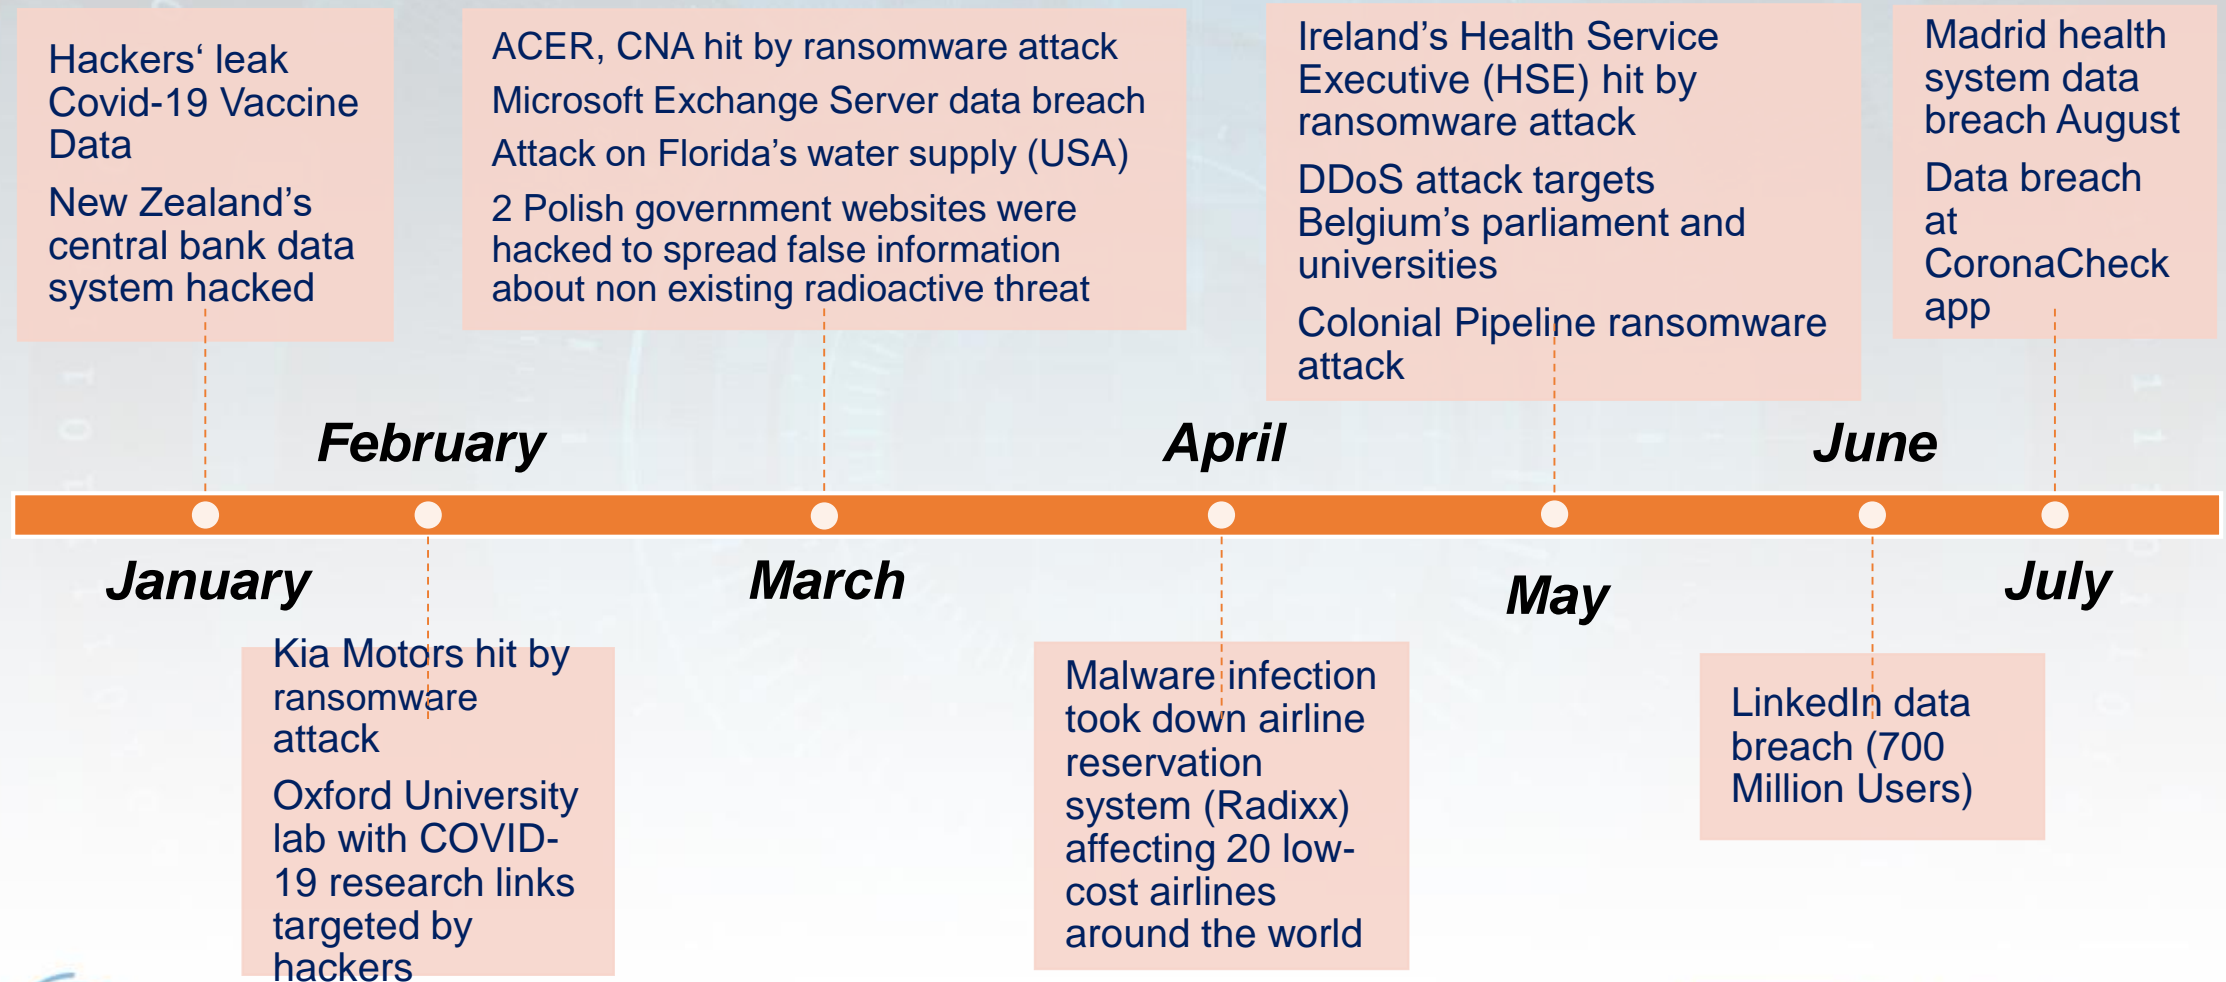 Hackers‘ leak
Covid-19 Vaccine
Data
New Zealand’s
central bank data
system hacked
ACER, CNA hit by ransomware attack
Microsoft Exchange Server data breach
Attack on Florida’s water supply (USA)
2 Polish government websites were
hacked to spread false information
about non existing radioactive threat
Ireland’s Health Service
Executive (HSE) hit by
ransomware attack
DDoS attack targets
Belgium’s parliament and
universities
Colonial Pipeline ransomware
attack
Madrid health
system data
breach August
Data breach
at
CoronaCheck
app
February
April
June
January
March
May
July
Kia Motors hit by
ransomware
attack
Oxford University
lab with COVID-
19 research links
targeted by
hackers
Malware infection
took down airline
reservation
system (Radixx)
affecting 20 low-
cost airlines
around the world
LinkedIn data
breach (700
Million Users)